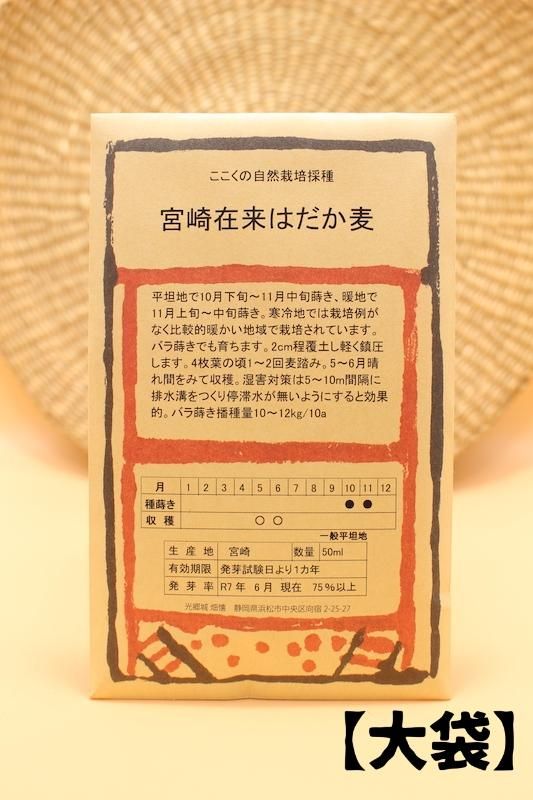 ここくの自然栽培採種
宮崎在来はだか麦
平坦地で10月下旬～11月中旬蒔き、暖地で
11月上旬～中旬蒔き。寒冷地では栽培例が
なく比較的暖かい地域で栽培されています。
バラ蒔きでも育ちます。2cm程覆土し軽く鎮圧
します。4枚葉の頃1～2回麦踏み。5～6月晴
れ間をみて収穫。湿害対策は5～10m間隔に
排水溝をつくり停滞水が無いようにすると効果
的。バラ蒔き播種量10～12kg/10a
月 1 2 3 4 5 6 7 8 9 10 11 12
種蒔き ● ●
収穫 ○ ○
一般平坦地
生産地 宮崎 数量 50ml
有効期限 発芽試験日より1カ年
発芽率 R7年 6月 現在 75％以上
光郷城 畑懐 静岡県浜松市中央区向宿 2-25-27
【大袋】